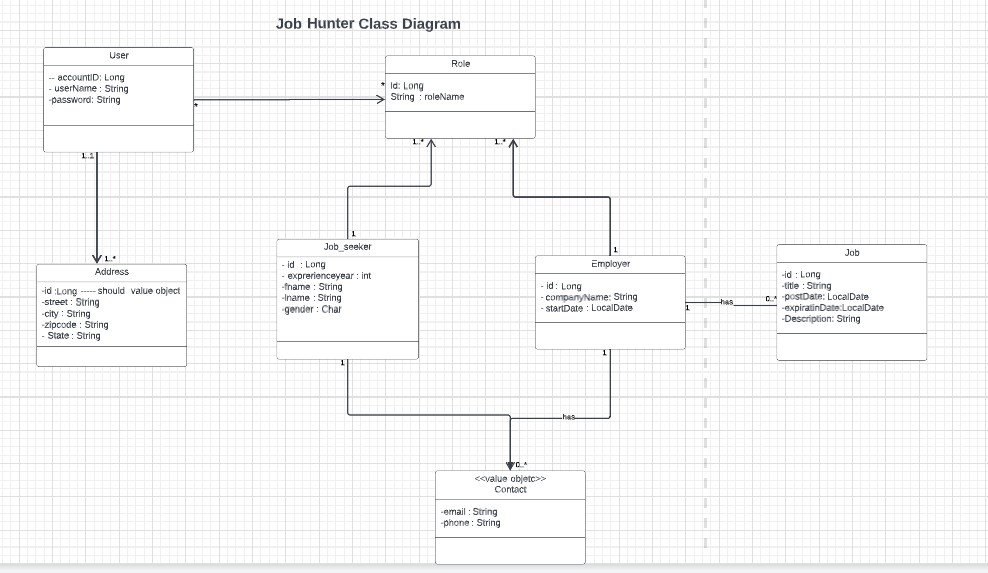 Job Hunter Class Diagram
User
-- accountID: Long
- userName : String
-password: String
*
1..1
Role
* Id: Long
String : roleName
1..*
1..*
1..*
Address
-id :Long ----- should value object
-street : String
-city : String
-zipcode : String
- State : String
1
Job_seeker
- id : Long
- exprerienceyear : int
-fname : String
-lname : String
-gender : Char
1
1
Employer
- id : Long
- companyName: String
- startDate : LocalDate
1
1
has
0..*
Job
-id : Long
-title : String
-postDate: LocalDate
-expiratinDate:LocalDate
-Description: String
has
0..*
<<value objetc>>
Contact
-email : String
-phone : String